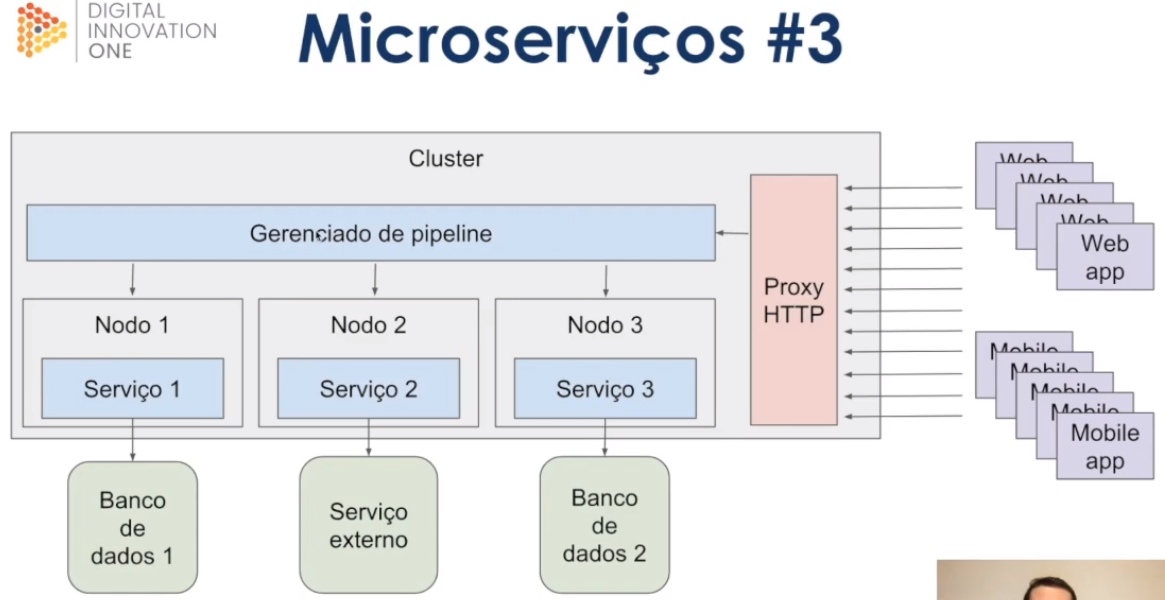 DIGITAL
INNOVATION
ONE
Microserviços #3
Cluster
Gerenciado de pipeline
Nodo 1
Nodo 2
Nodo 3
Serviço 1
Serviço 2
Serviço 3
Banco
de
dados 1
Serviço
externo
Banco
de
dados 2
Proxy
HTTP
Web
Web
Web
Web
Web
app
Mobile
Mobile
Mobile
Mobile
Mobile
app